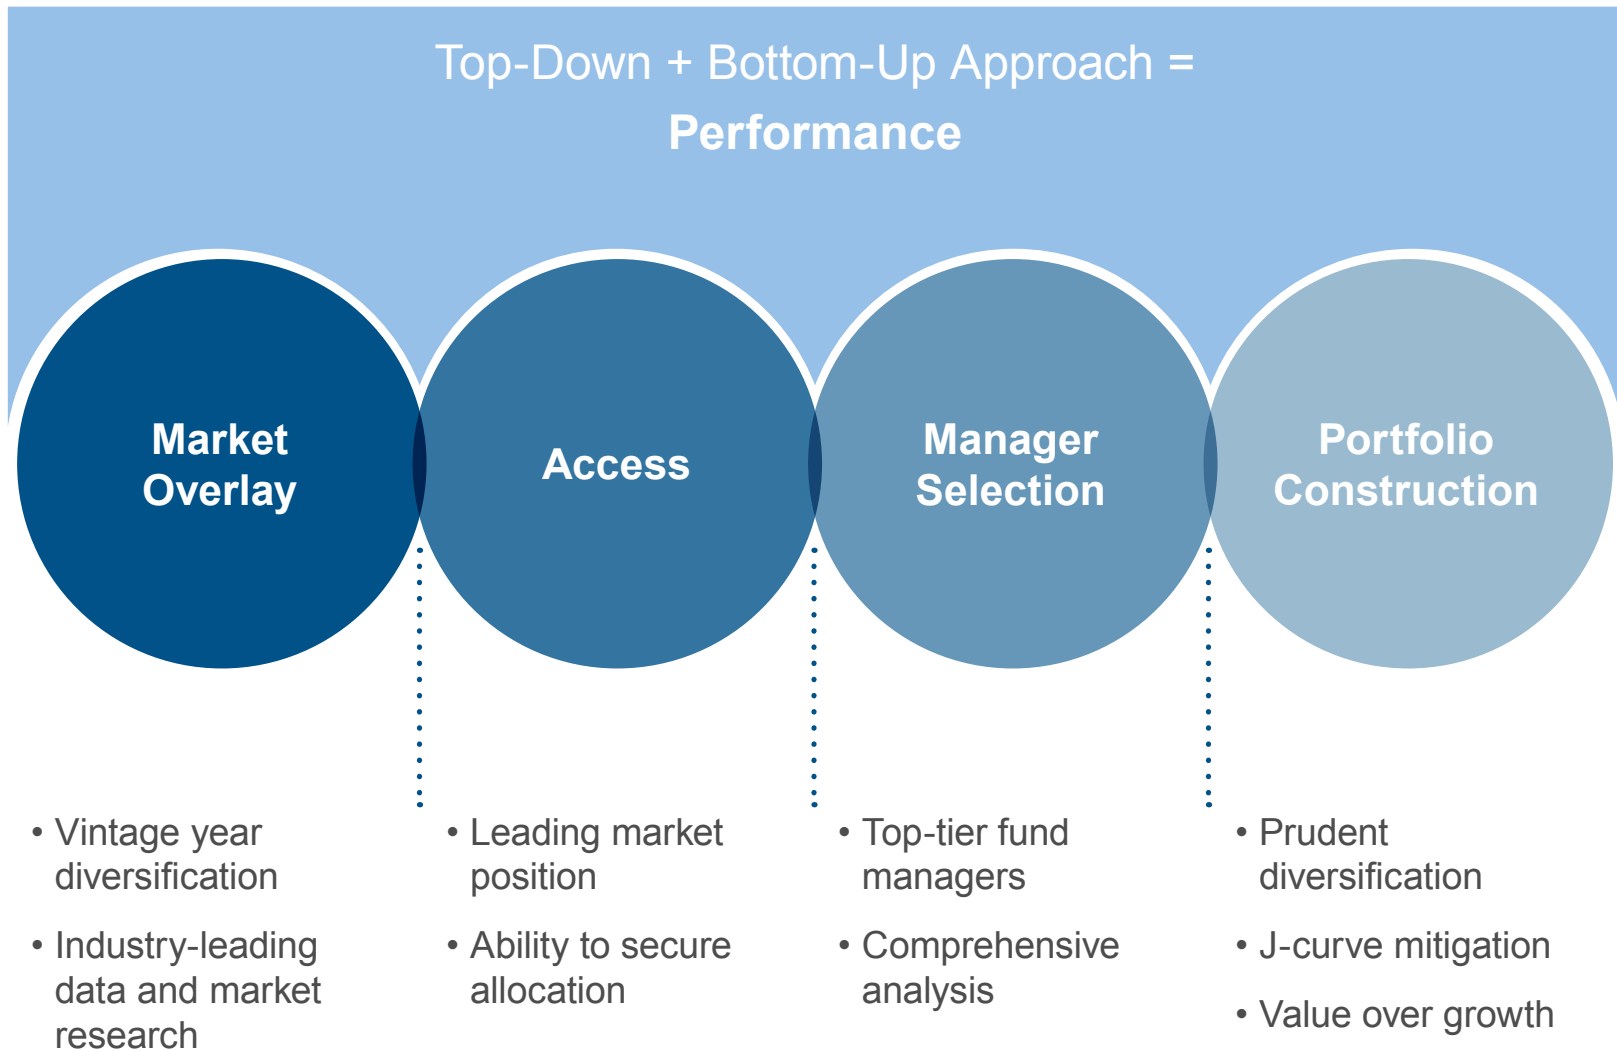 Top-Down + Bottom-Up Approach =
Performance
Market
Overlay
Access
Manager
Selection
Portfolio
Construction
• Vintage year
diversification
• Industry-leading
data and market
research
• Leading market
position
• Ability to secure
allocation
• Top-tier fund
managers
• Comprehensive
analysis
• Prudent
diversification
• J-curve mitigation
• Value over growth